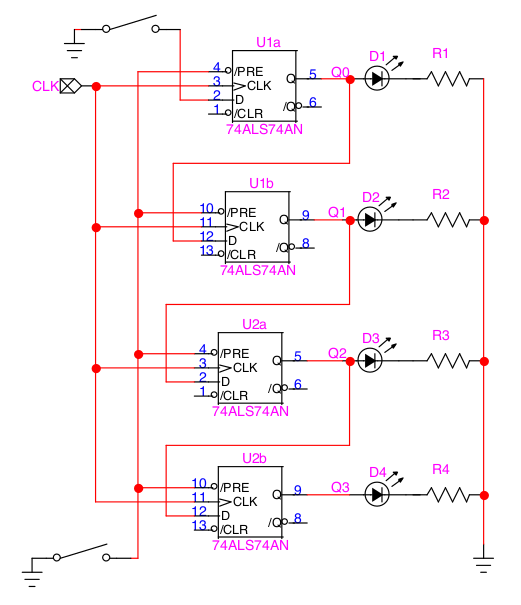 U1a
D1
R1
4 /PRE Q 5 Q0
CLK 3 CLK
2 D /Q 6
1 /CLR
74ALS74AN
U1b
D2
R2
10 /PRE Q 9 Q1
11 CLK
12 D /Q 8
13 /CLR
74ALS74AN
U2a
D3
R3
4 /PRE Q 5 Q2
3 CLK
2 D /Q 6
1 /CLR
74ALS74AN
U2b
D4
R4
10 /PRE Q 9 Q3
11 CLK
12 D /Q 8
13 /CLR
74ALS74AN